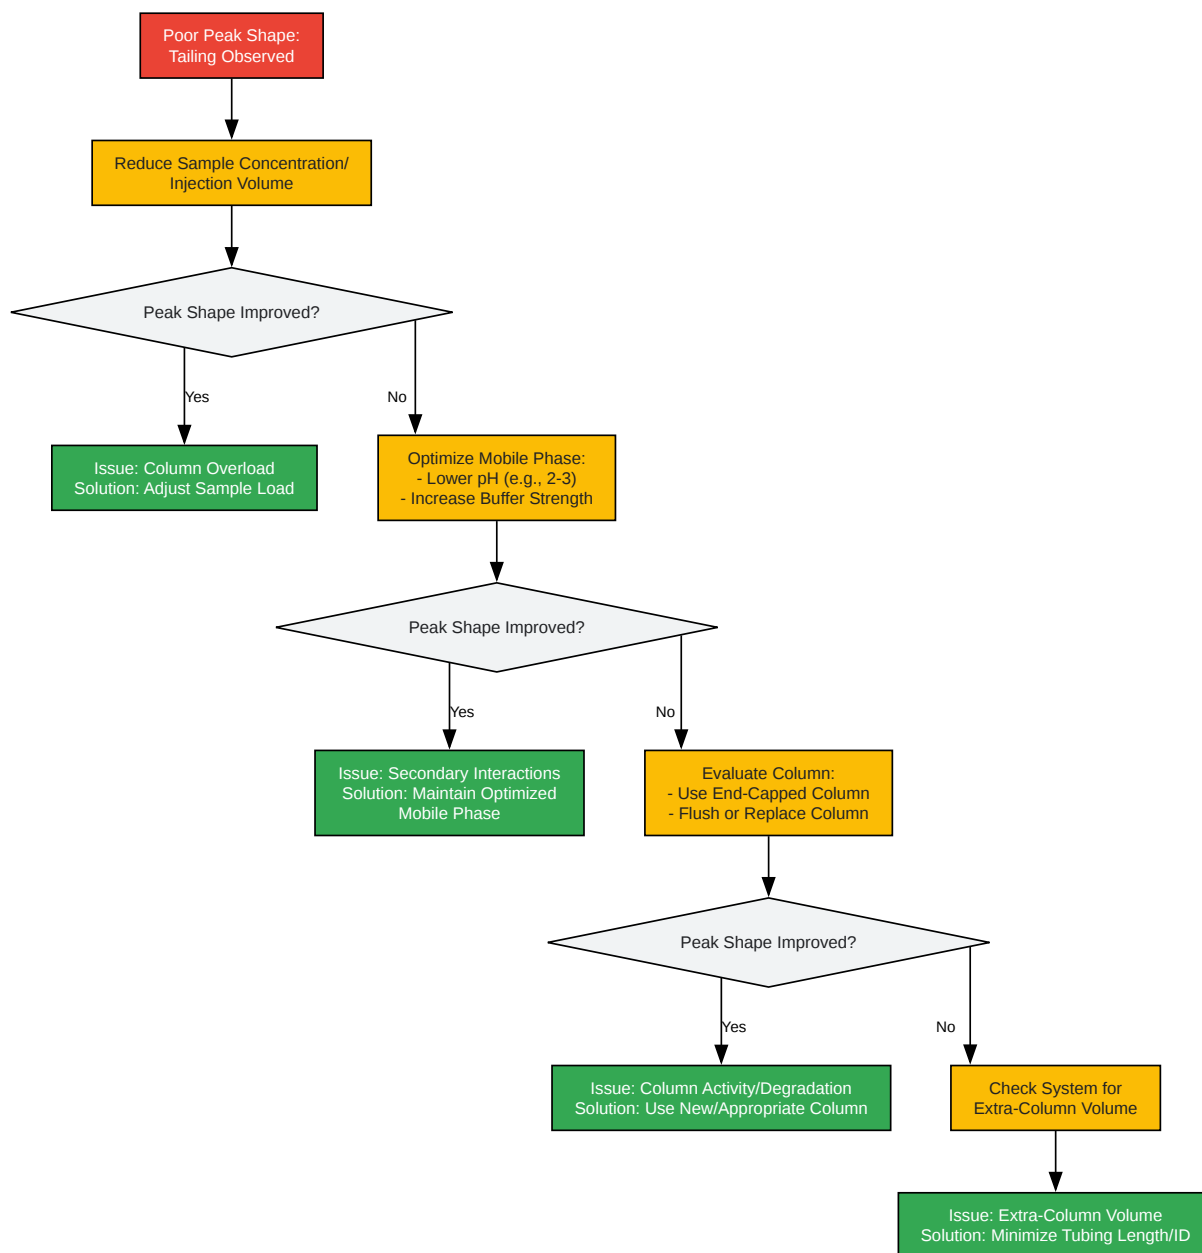 Poor Peak Shape:
Tailing Observed
Reduce Sample Concentration/
Injection Volume
Peak Shape Improved?
Yes
No
Issue: Column Overload
Solution: Adjust Sample Load
Optimize Mobile Phase:
- Lower pH (e.g., 2-3)
- Increase Buffer Strength
Peak Shape Improved?
Yes
No
Issue: Secondary Interactions
Solution: Maintain Optimized
Mobile Phase
Evaluate Column:
- Use End-Capped Column
- Flush or Replace Column
Peak Shape Improved?
Yes
No
Issue: Column Activity/Degradation
Solution: Use New/Appropriate Column
Check System for
Extra-Column Volume
Issue: Extra-Column Volume
Solution: Minimize Tubing Length/ID